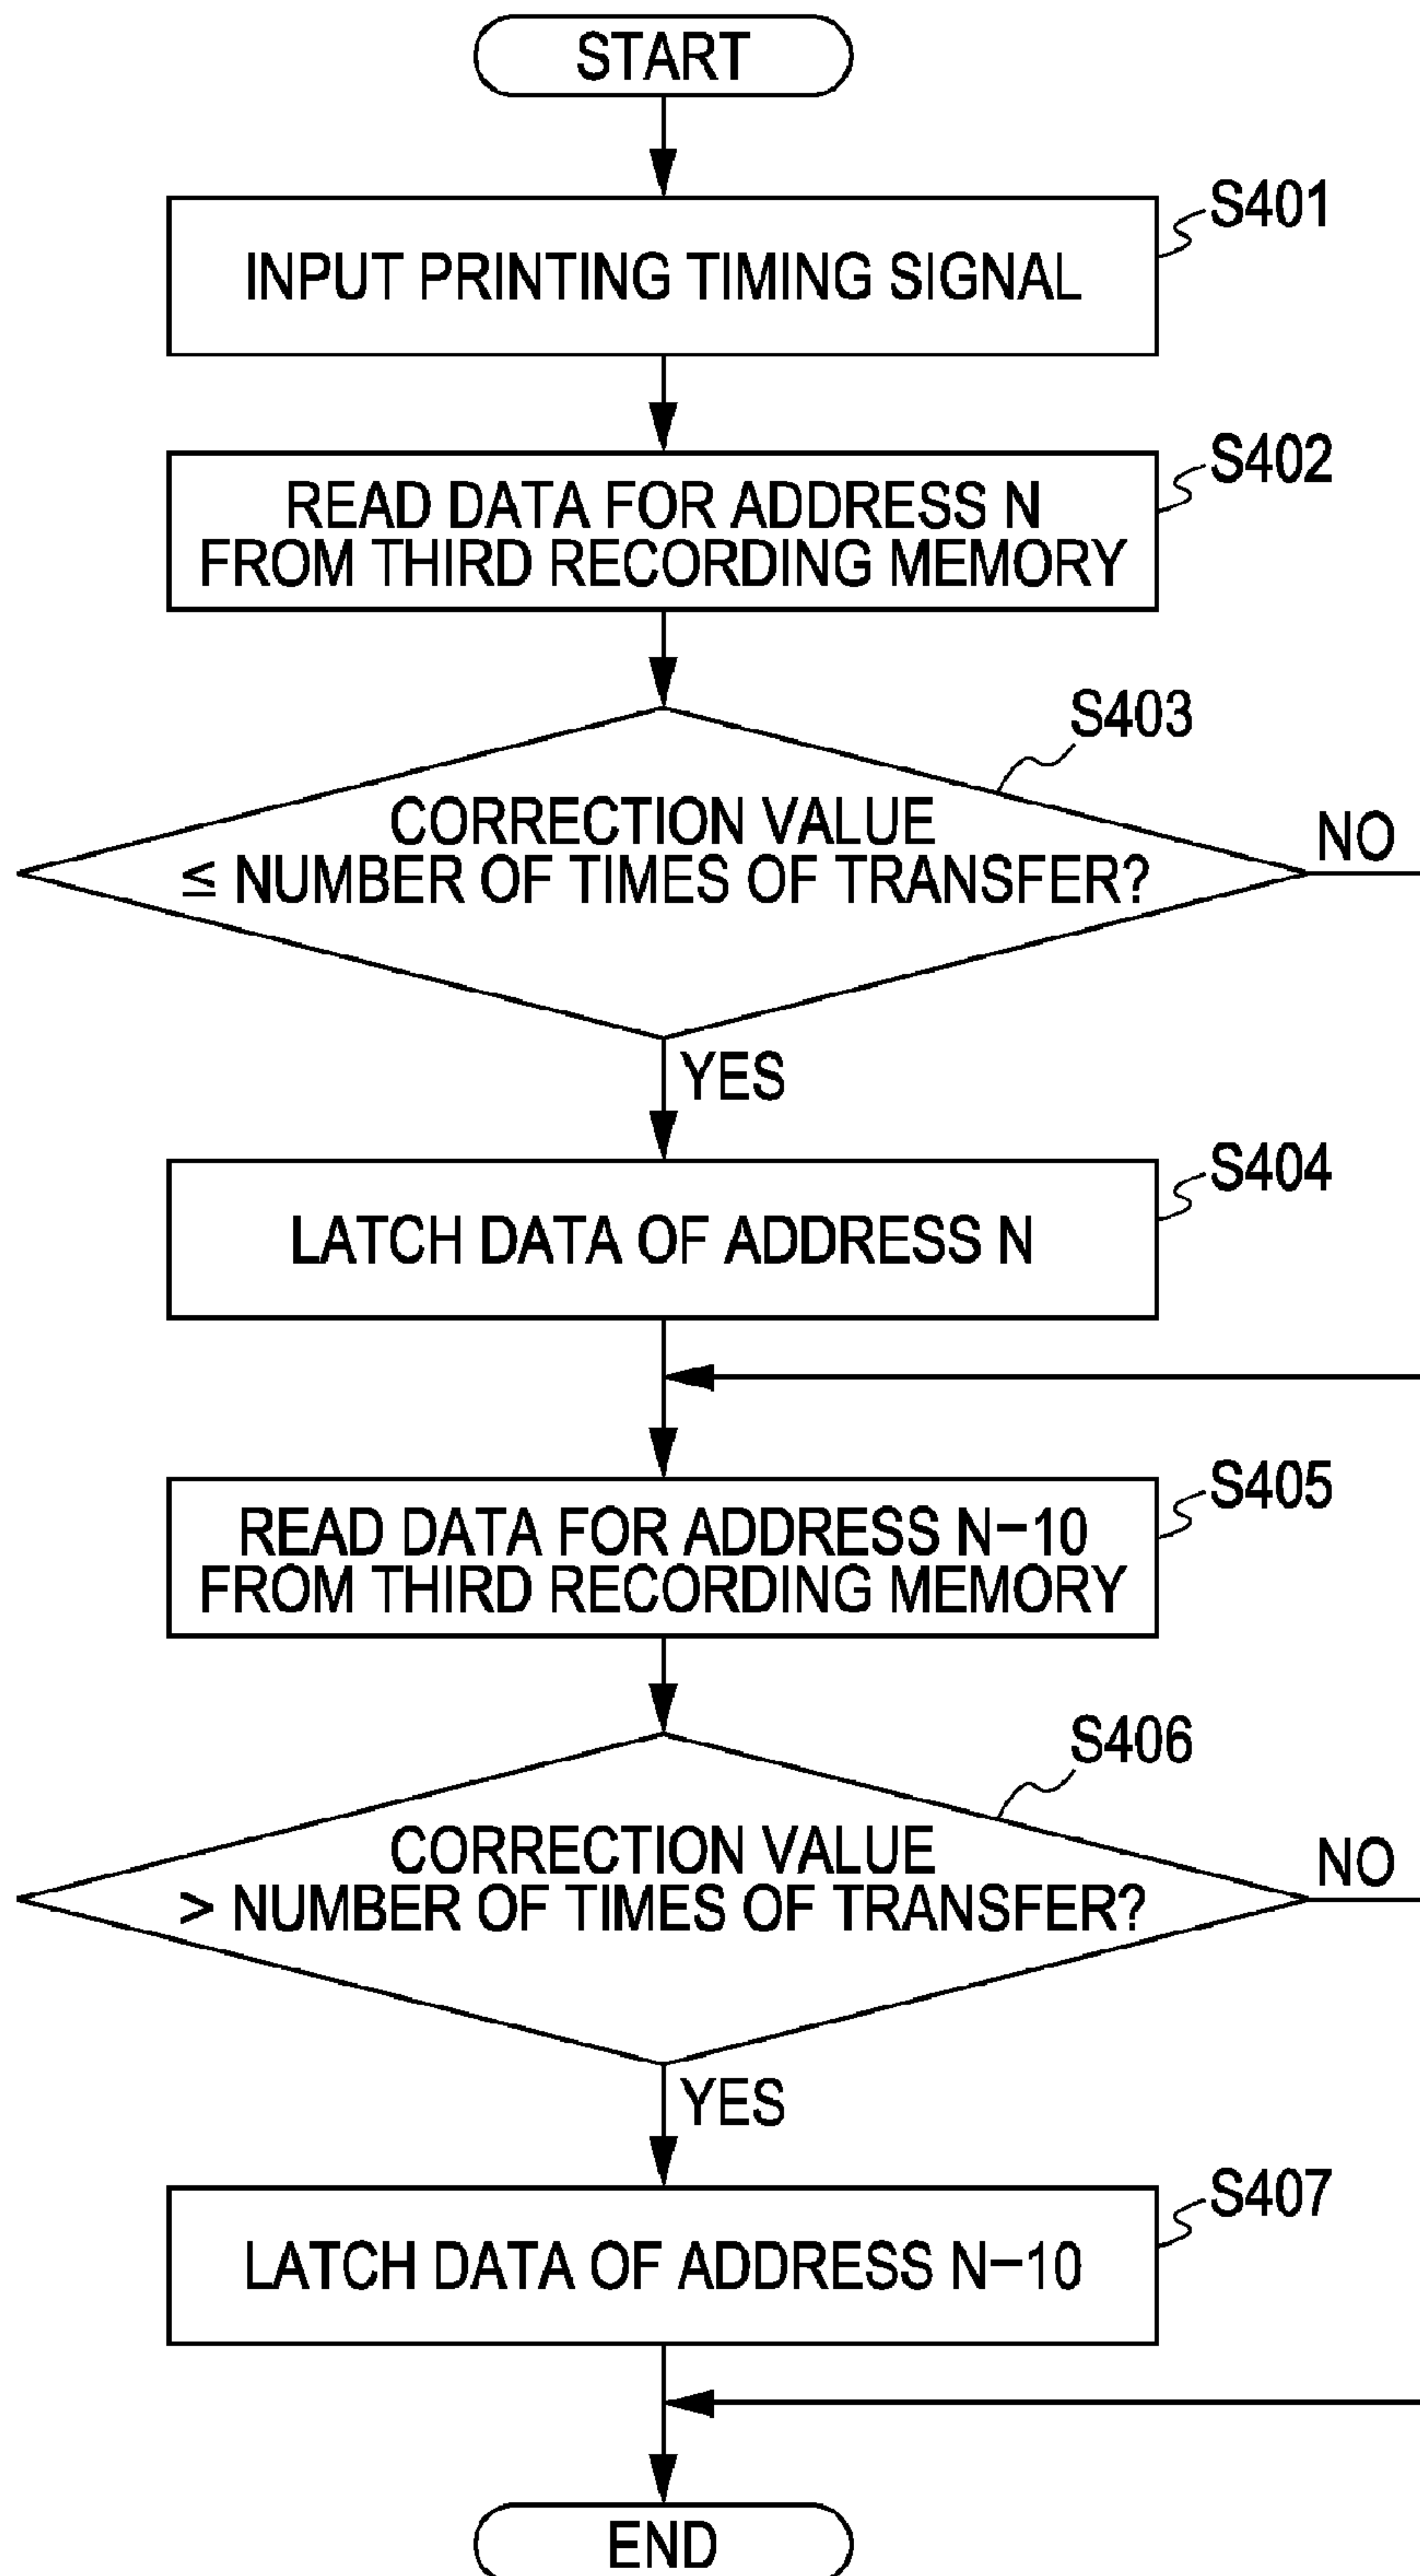 START
S401
INPUT PRINTING TIMING SIGNAL
S402
READ DATA FOR ADDRESS N
FROM THIRD RECORDING MEMORY
S403
CORRECTION VALUE
≤ NUMBER OF TIMES OF TRANSFER?
NO
YES
S404
LATCH DATA OF ADDRESS N
S405
READ DATA FOR ADDRESS N−10
FROM THIRD RECORDING MEMORY
S406
CORRECTION VALUE
> NUMBER OF TIMES OF TRANSFER?
NO
YES
S407
LATCH DATA OF ADDRESS N−10
END